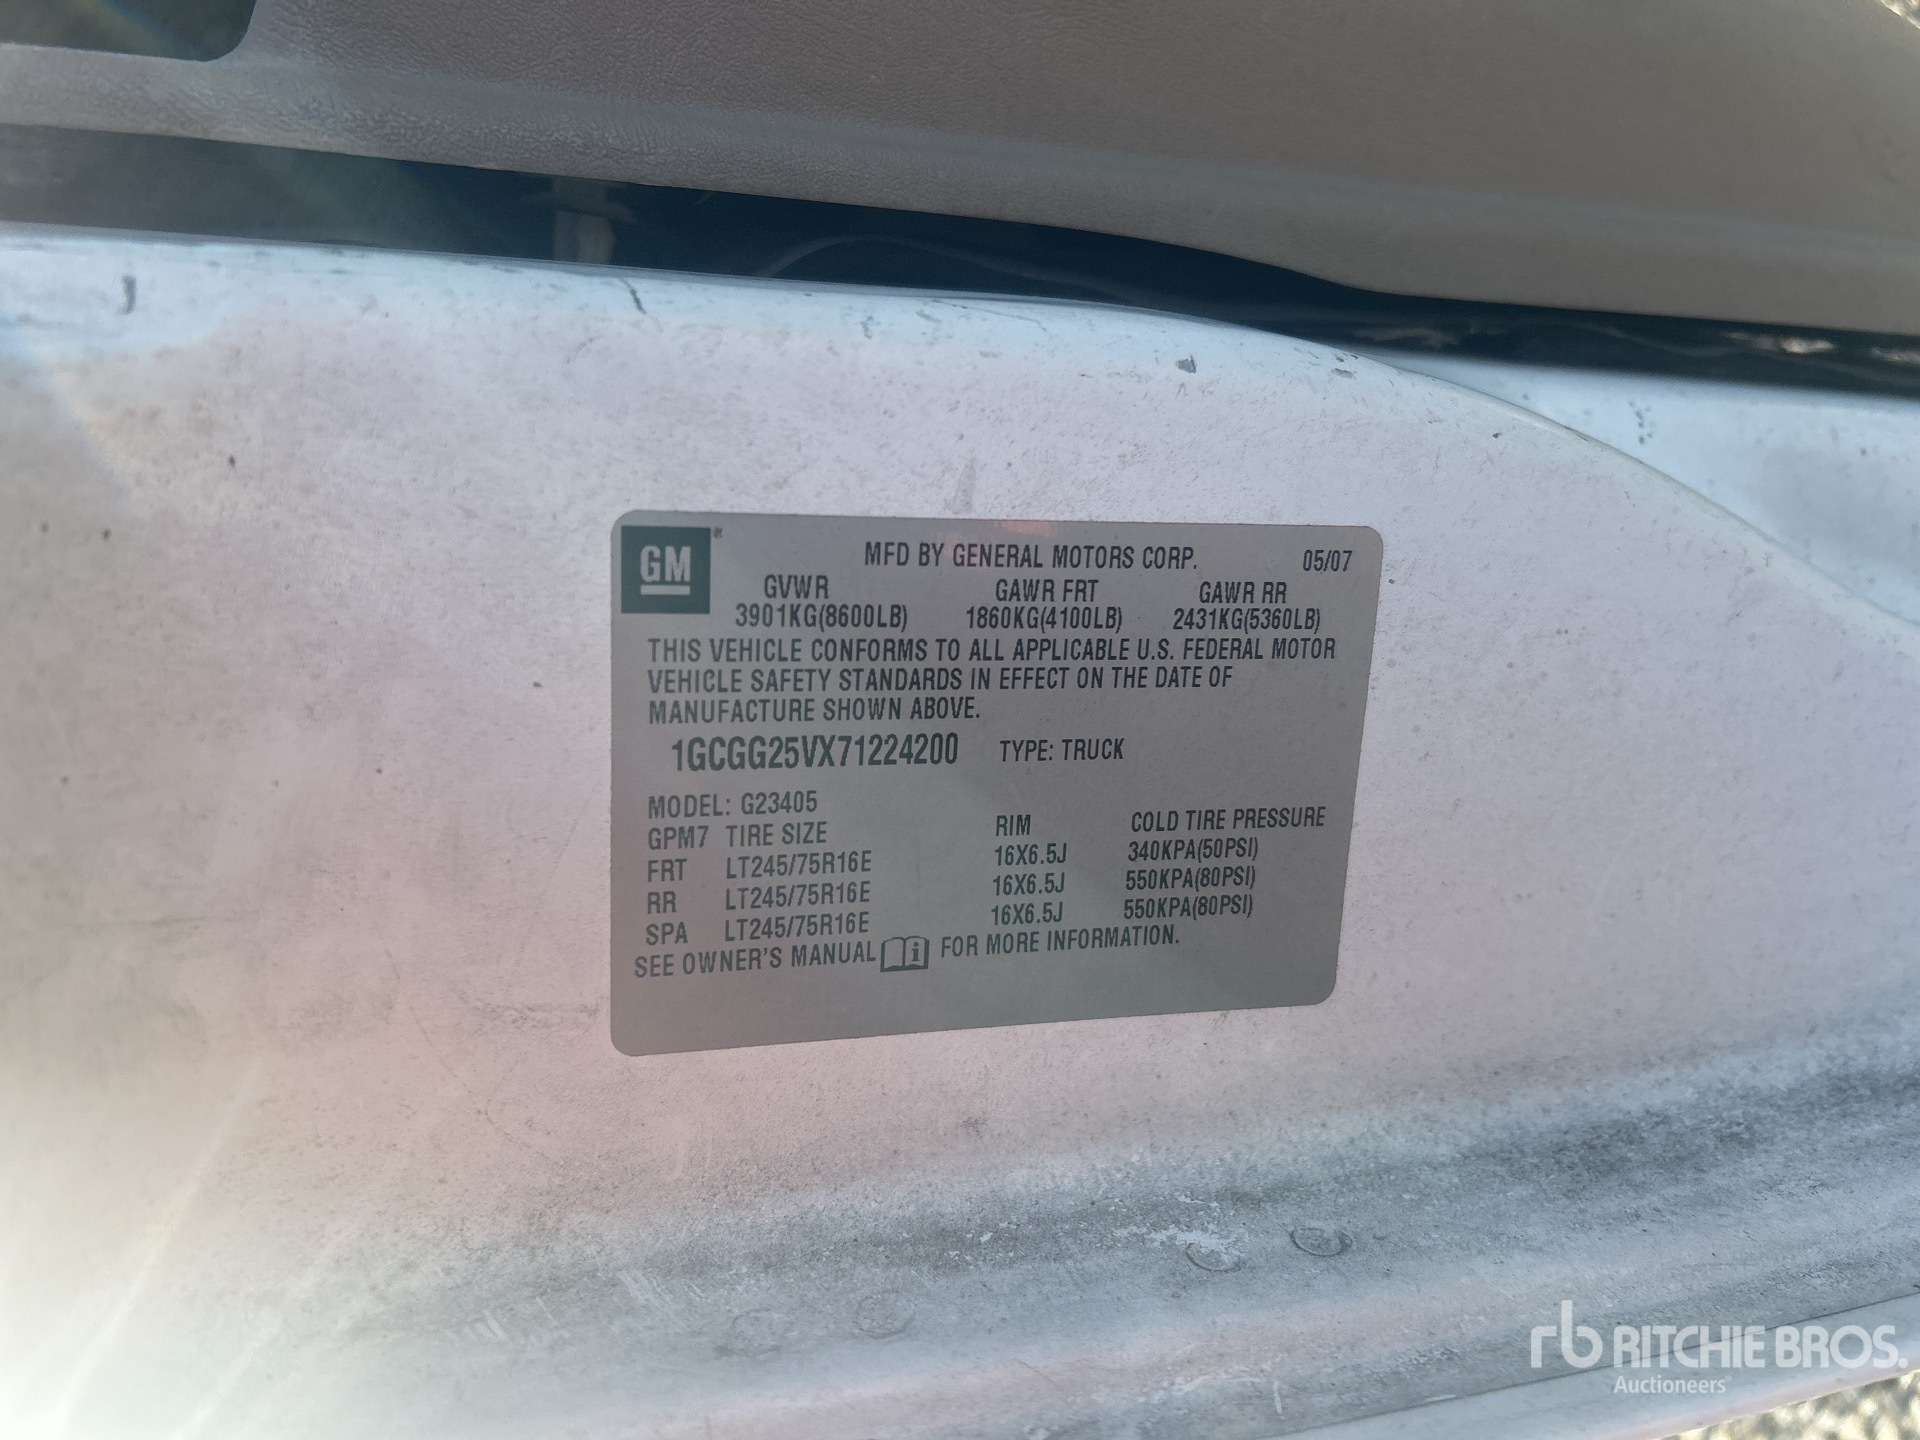 GM
MFD BY GENERAL MOTORS CORP. 05/07
GVWR GAWR FRT GAWR RR
3901KG(8600LB) 1860KG(4100LB) 2431KG(5360LB)
THIS VEHICLE CONFORMS TO ALL APPLICABLE U.S. FEDERAL MOTOR
VEHICLE SAFETY STANDARDS IN EFFECT ON THE DATE OF
MANUFACTURE SHOWN ABOVE.
1GCGG25VX71224200 TYPE: TRUCK
MODEL: G23405
GPM7 TIRE SIZE RIM COLD TIRE PRESSURE
FRT LT245/75R16E 16X6.5J 340KPA(50PSI)
RR LT245/75R16E 16X6.5J 550KPA(80PSI)
SPA LT245/75R16E 16X6.5J 550KPA(80PSI)
SEE OWNER'S MANUAL i FOR MORE INFORMATION.
rb RITCHIE BROS.
Auctioneers